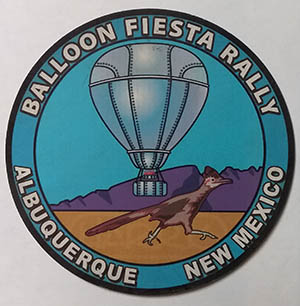 BALLOON FIESTA RALLY
ALBUQUERQUE NEW MEXICO